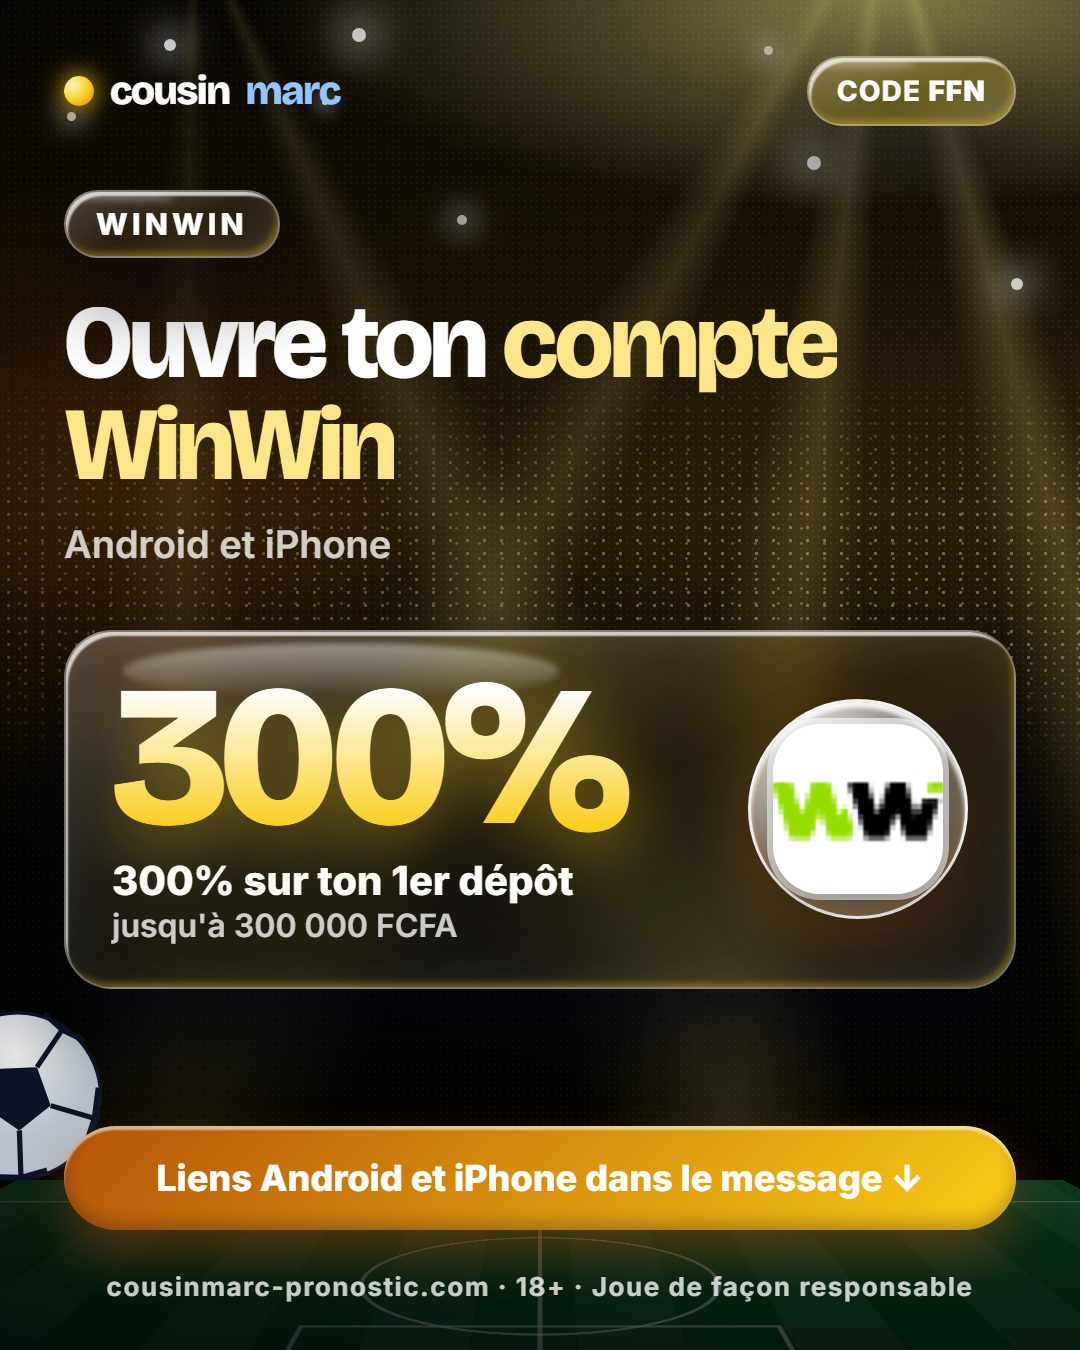 cousin marc
CODE FFN
WINWIN
Ouvre ton compte
WinWin
Android et iPhone
300%
300% sur ton 1er dépôt
jusqu'à 300 000 FCFA
WW
Liens Android et iPhone dans le message ↓
cousinmarc-pronostic.com · 18+ · Joue de façon responsable